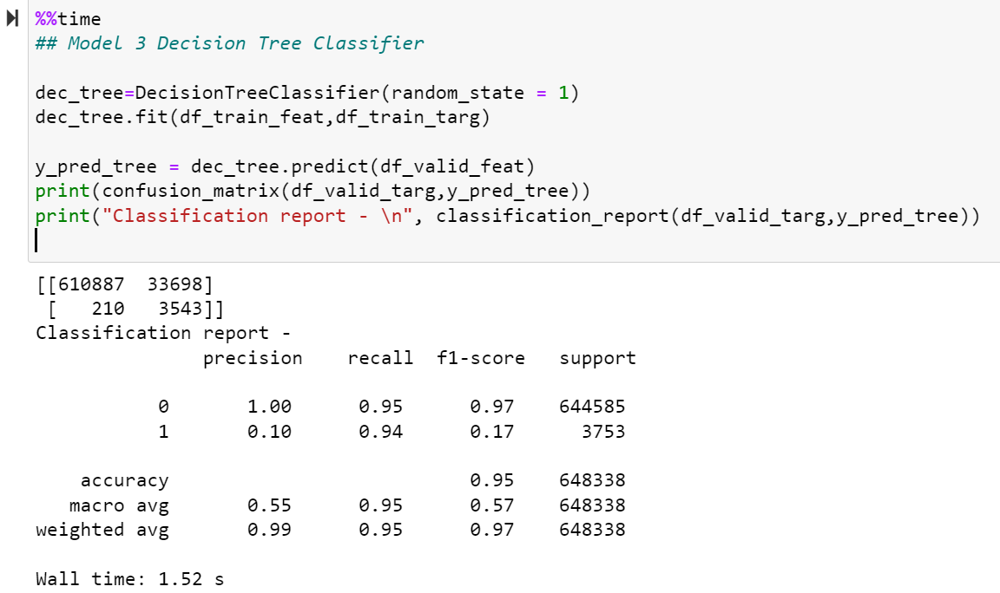 %%time
## Model 3 Decision Tree Classifier
dec_tree=DecisionTreeClassifier(random_state = 1)
dec_tree.fit(df_train_feat,df_train_targ)
y_pred_tree = dec_tree.predict(df_valid_feat)
print(confusion_matrix(df_valid_targ,y_pred_tree))
print("Classification report - \n", classification_report(df_valid_targ,y_pred_tree))
[[610887  33698]
 [   210   3543]]
Classification report -
               precision    recall  f1-score   support
           0       1.00      0.95      0.97    644585
           1       0.10      0.94      0.17      3753
    accuracy                           0.95    648338
   macro avg       0.55      0.95      0.57    648338
weighted avg       0.99      0.95      0.97    648338
Wall time: 1.52 s